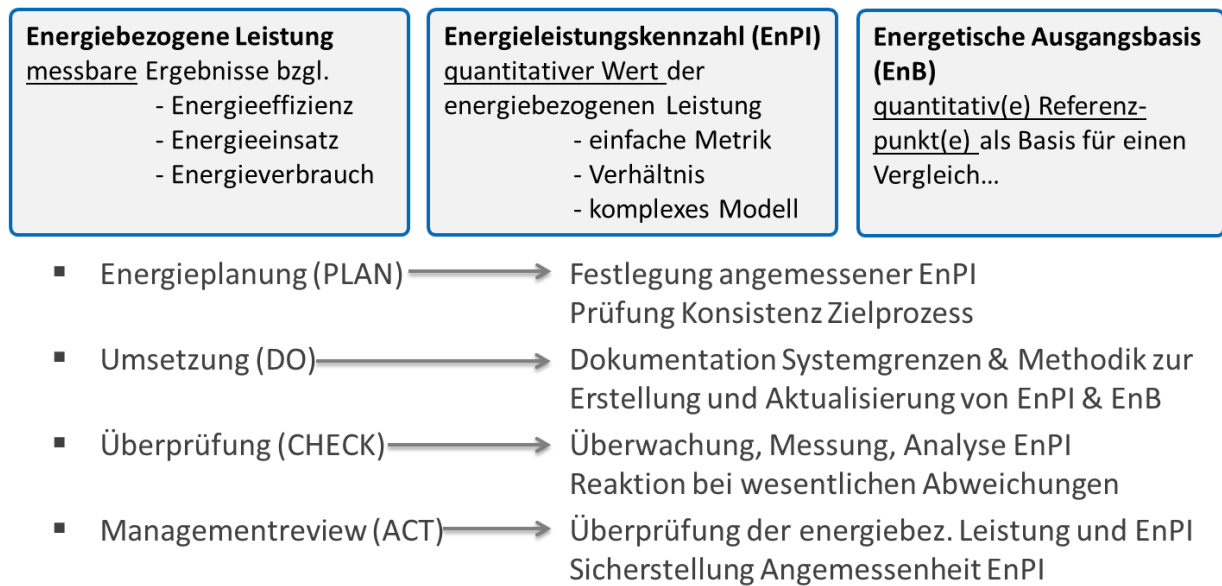 Energiebezogene Leistung
messbare Ergebnisse bzgl.
- Energieeffizienz
- Energieeinsatz
- Energieverbrauch
Energieleistungskennzahl (EnPI)
quantitativer Wert der
energiebezogenen Leistung
- einfache Metrik
- Verhältnis
- komplexes Modell
Energetische Ausgangsbasis
(EnB)
quantitativ(e) Referenz-
punkt(e) als Basis für einen
Vergleich...
▪ Energieplanung (PLAN) → Festlegung angemessener EnPI
Prüfung Konsistenz Zielprozess
▪ Umsetzung (DO) → Dokumentation Systemgrenzen & Methodik zur
Erstellung und Aktualisierung von EnPI & EnB
▪ Überprüfung (CHECK) → Überwachung, Messung, Analyse EnPI
Reaktion bei wesentlichen Abweichungen
▪ Managementreview (ACT) → Überprüfung der energiebez. Leistung und EnPI
Sicherstellung Angemessenheit EnPI